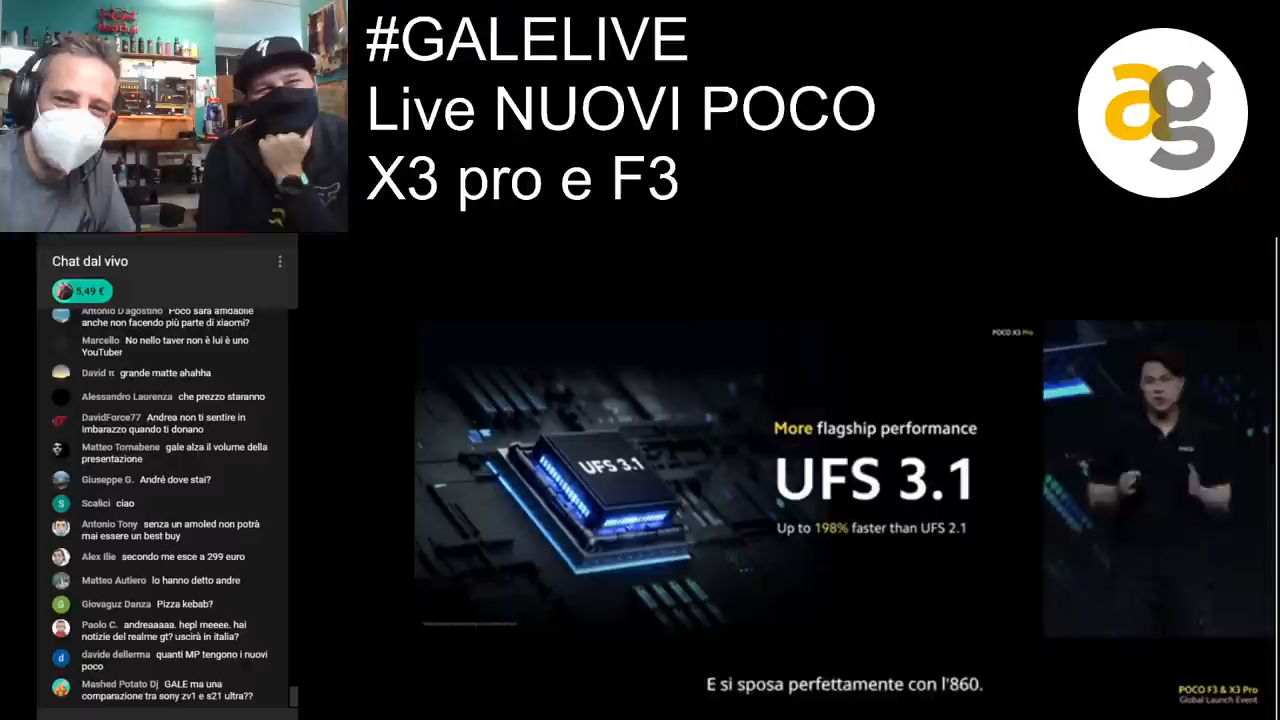 #GALELIVE
Live NUOVI POCO
X3 pro e F3
ag
Chat dal vivo
5,49 €
Antonio D'agostino Poco sarà affidabile
anche non facendo più parte di xiaomi?
Marcello No nello taver non è lui è uno
YouTuber
David π grande matte ahahha
Alessandro Laurenza che prezzo staranno
DavidForce77 Andrea non ti sentire in
imbarazzo quando ti donano
Matteo Tornabene gale alza il volume della
presentazione
Giuseppe G. Andrè dove stai?
S
Scalici ciao
Antonio Tony senza un amoled non potrà
mai essere un best buy
Alex Ilie secondo me esce a 299 euro
Matteo Autiero lo hanno detto andre
G
Giovaguz Danza Pizza kebab?
Paolo C. andreaaaaa. hepl meeee. hai
notizie del realme gt? uscirà in italia?
d
davide dellerma quanti MP tengono i nuovi
poco
Mashed Potato Dj GALE ma una
comparazione tra sony zv1 e s21 ultra??
POCO X3 Pro
UFS 3.1
More flagship performance
UFS 3.1
Up to 198% faster than UFS 2.1
E si sposa perfettamente con l'860.
POCO F3 & X3 Pro
Global Launch Event